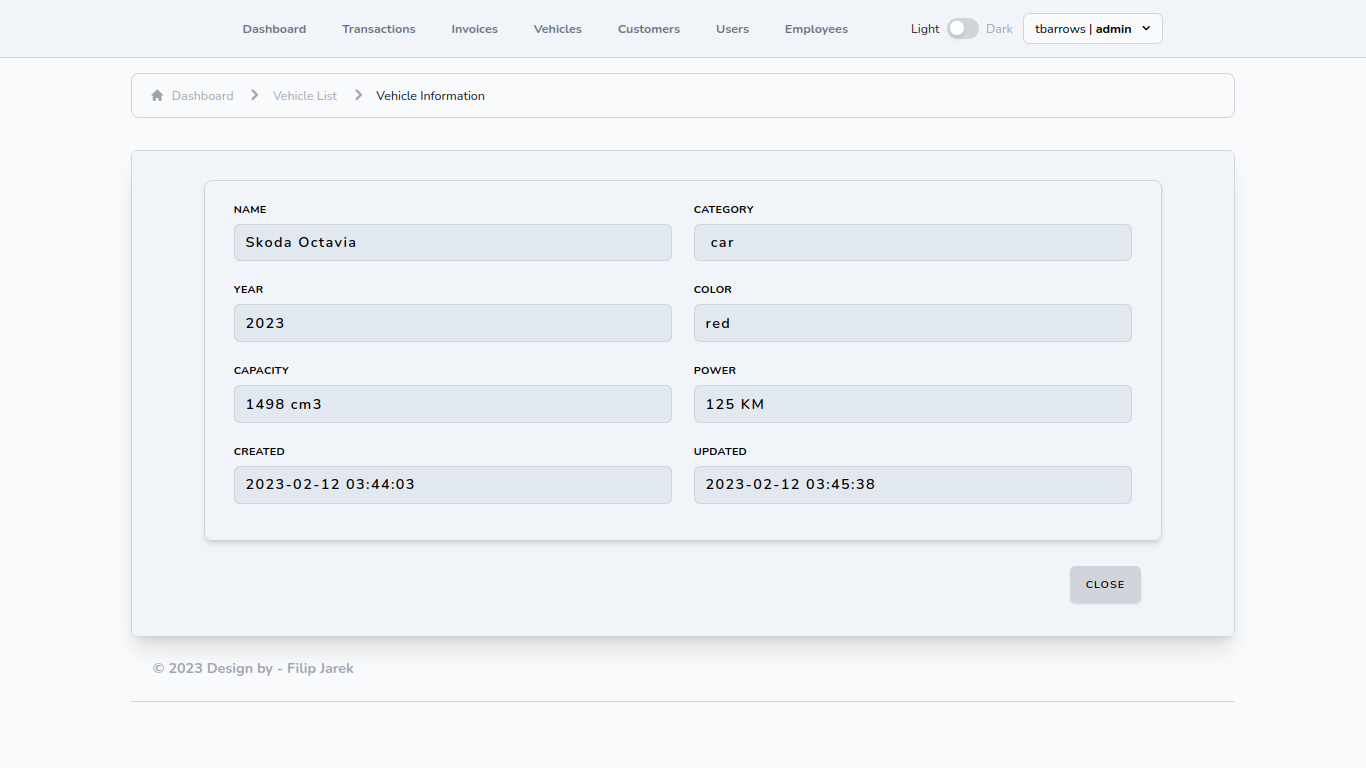 Dashboard Transactions Invoices Vehicles Customers Users Employees Light Dark tbarrows | admin
Dashboard Vehicle List Vehicle Information
NAME CATEGORY
Skoda Octavia car
YEAR COLOR
2023 red
CAPACITY POWER
1498 cm3 125 KM
CREATED UPDATED
2023-02-12 03:44:03 2023-02-12 03:45:38
CLOSE
© 2023 Design by - Filip Jarek